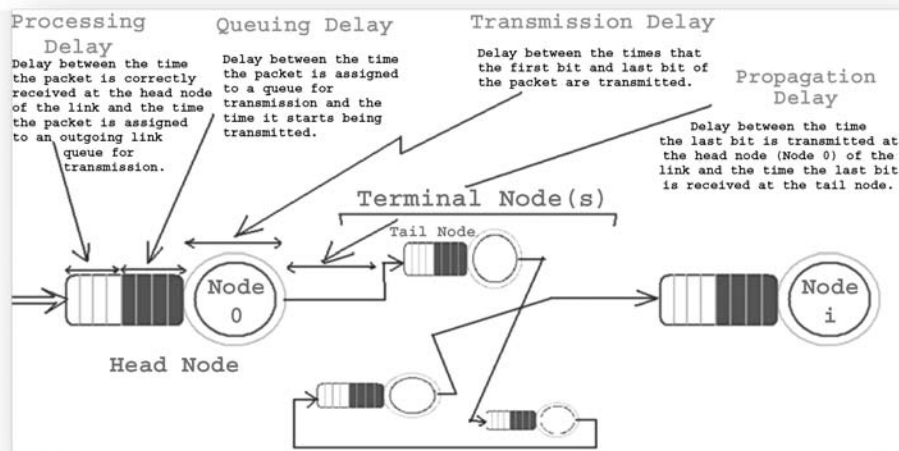 Processing
Delay
Delay between the time
the packet is correctly
received at the head node
of the link and the time
the packet is assigned
to an outgoing link
queue for
transmission.
Queuing Delay
Delay between the time
the packet is assigned
to a queue for
transmission and the
time it starts being
transmitted.
Transmission Delay
Delay between the times that
the first bit and last bit of
the packet are transmitted.
Propagation
Delay
Delay between the time
the last bit is transmitted at
the head node (Node 0) of the
link and the time the last bit
is received at the tail node.
Terminal Node(s)
Tail Node
Node
0
Head Node
Node
i